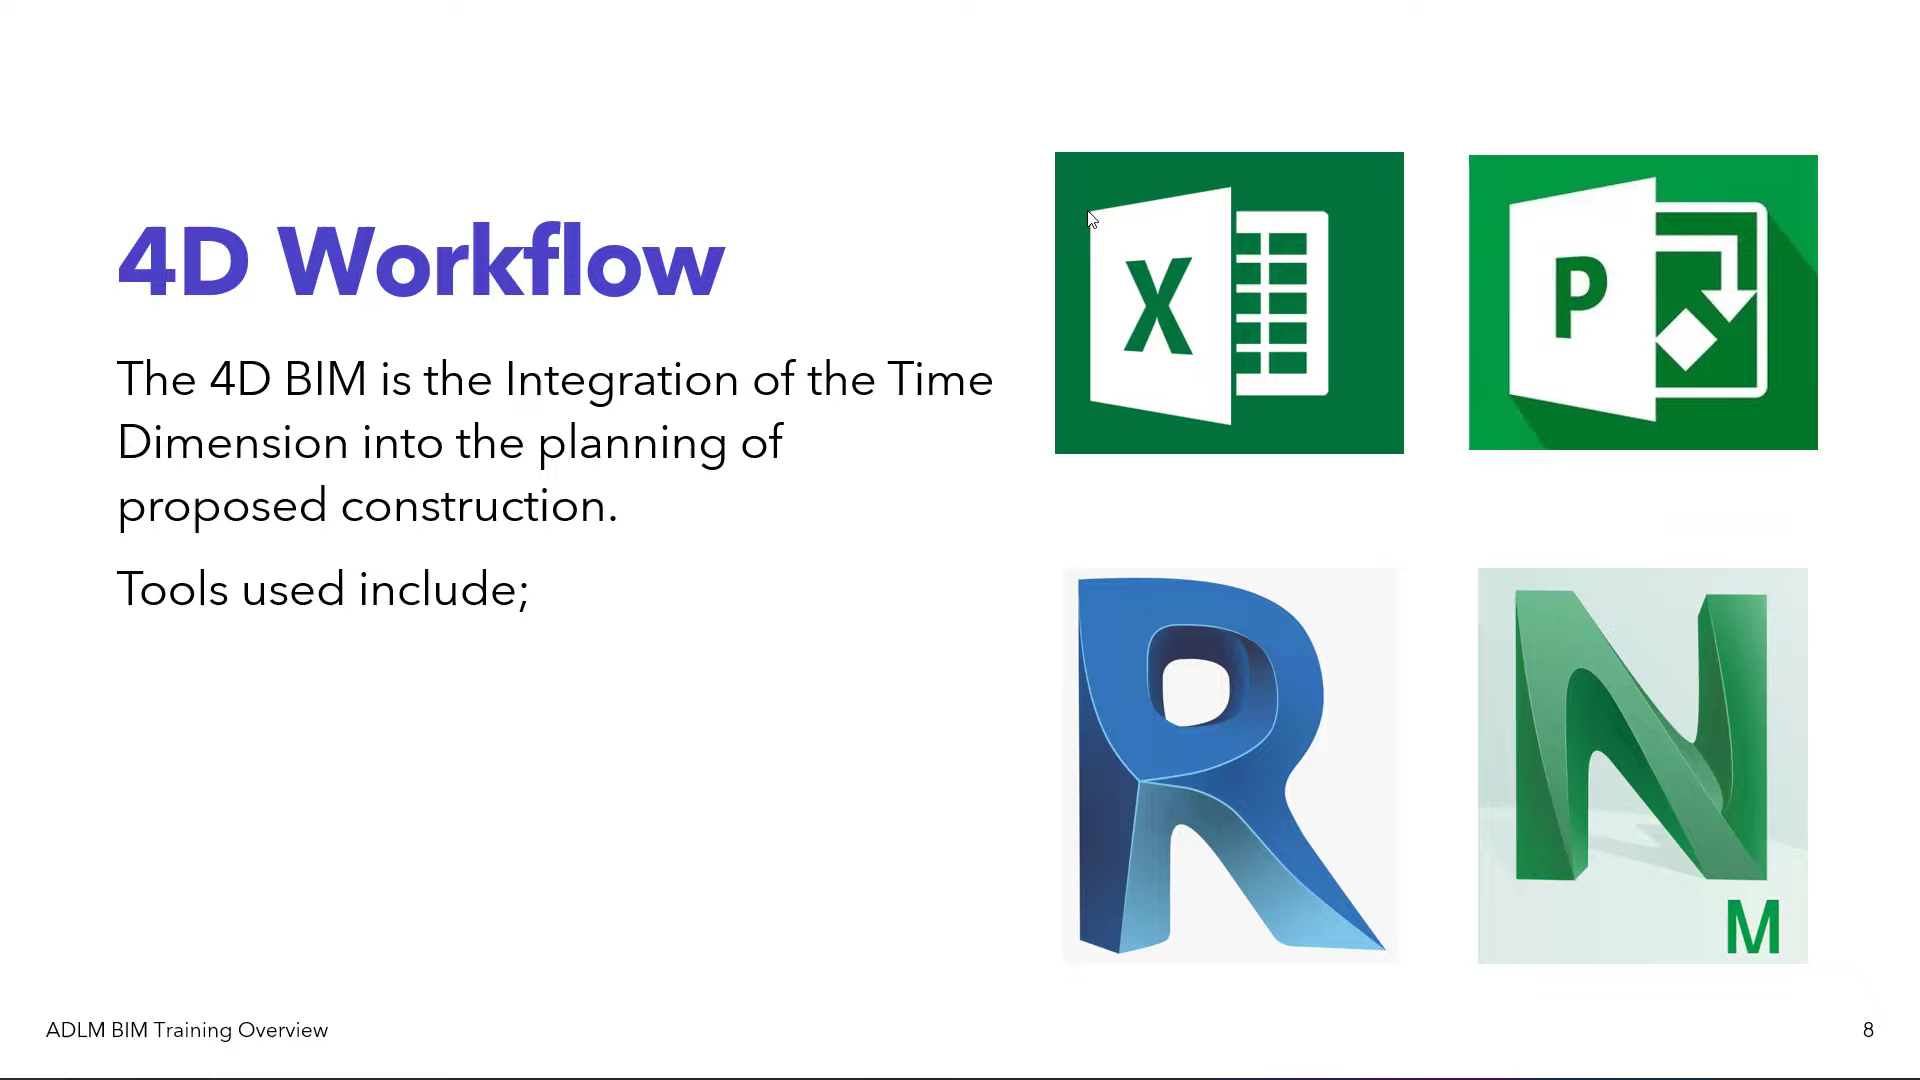 4D Workflow
The 4D BIM is the Integration of the Time
Dimension into the planning of
proposed construction.
Tools used include;
X
P
R
N
M
ADLM BIM Training Overview
8